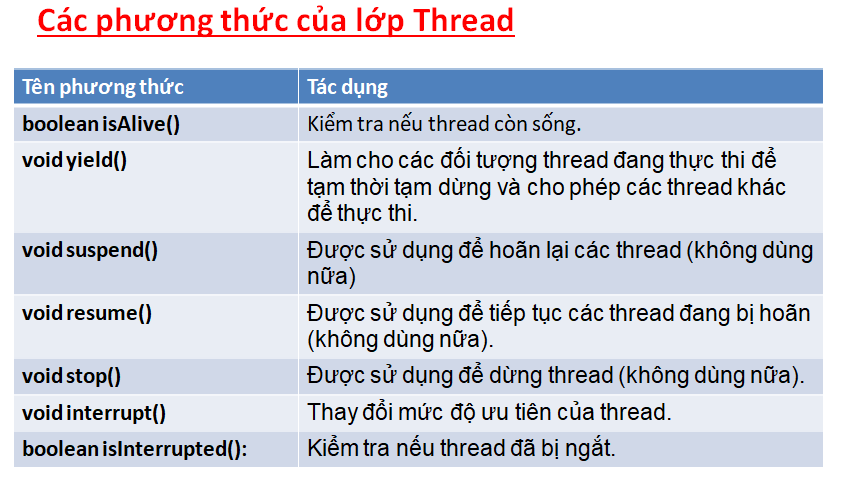 Các phương thức của lớp Thread
Tên phương thức
Tác dụng
boolean isAlive()
Kiểm tra nếu thread còn sống.
void yield()
Làm cho các đối tượng thread đang thực thi để
tạm thời tạm dừng và cho phép các thread khác
để thực thi.
void suspend()
Được sử dụng để hoãn lại các thread (không dùng
nữa)
void resume()
Được sử dụng để tiếp tục các thread đang bị hoãn
(không dùng nữa).
void stop()
Được sử dụng để dừng thread (không dùng nữa).
void interrupt()
Thay đổi mức độ ưu tiên của thread.
boolean isInterrupted():
Kiểm tra nếu thread đã bị ngắt.